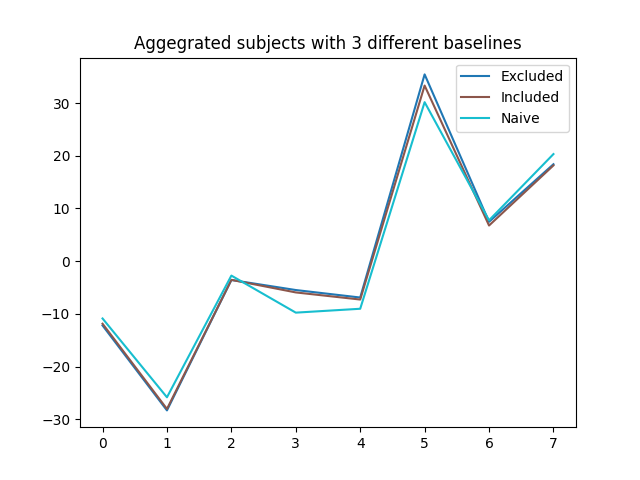 Aggegrated subjects with 3 different baselines
Excluded
Included
Naive
30
20
10
0
−10
−20
−30
0 1 2 3 4 5 6 7